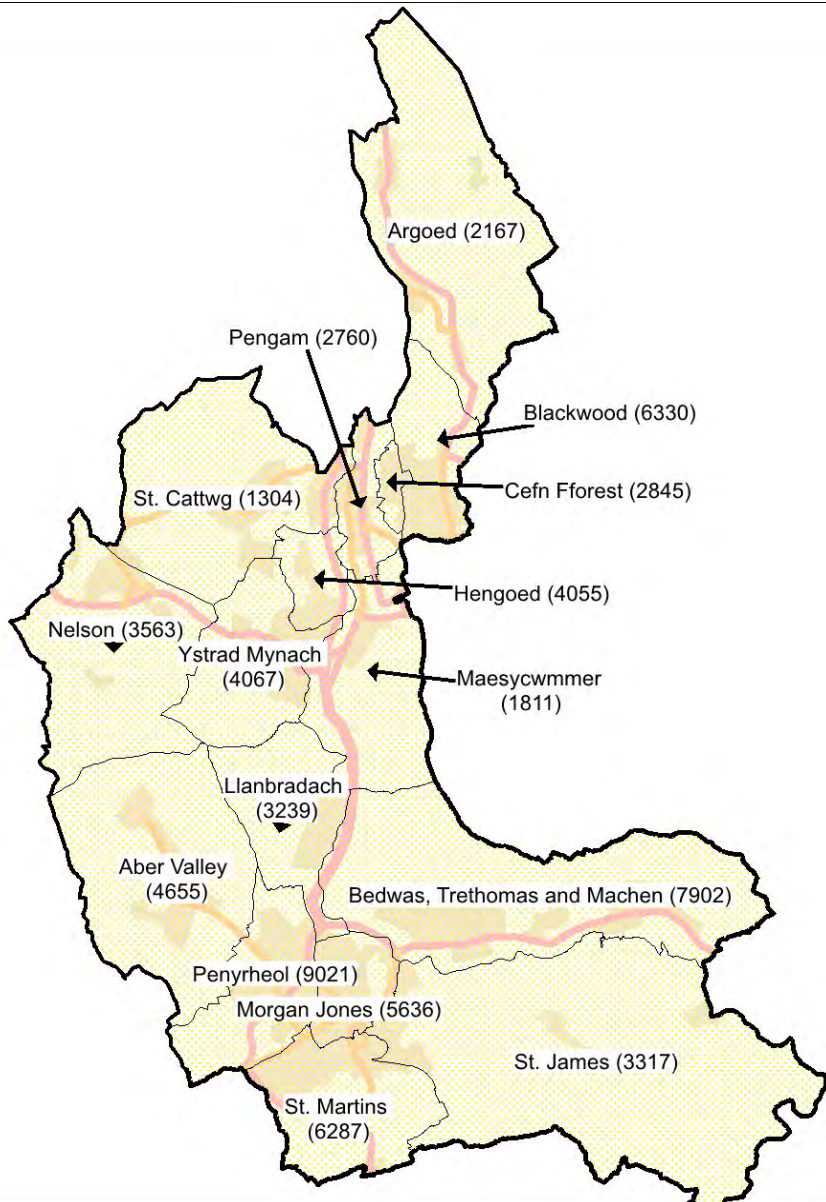 Argoed (2167)
Pengam (2760)
Blackwood (6330)
Cefn Fforest (2845)
St. Cattwg (1304)
Hengoed (4055)
Nelson (3563)
Ystrad Mynach
(4067)
Maesycwmmer
(1811)
Llanbradach
(3239)
Aber Valley
(4655)
Bedwas, Trethomas and Machen (7902)
Penyrheol (9021)
Morgan Jones (5636)
St. James (3317)
St. Martins
(6287)